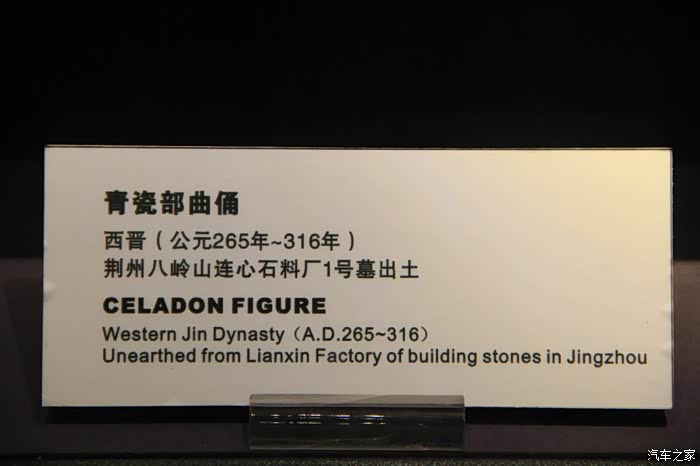 青瓷部曲俑
西晋（公元265年~316年）
荆州八岭山连心石料厂1号墓出土
CELADON FIGURE
Western Jin Dynasty（A.D.265~316）
Unearthed from Lianxin Factory of building stones in Jingzhou
汽车之家